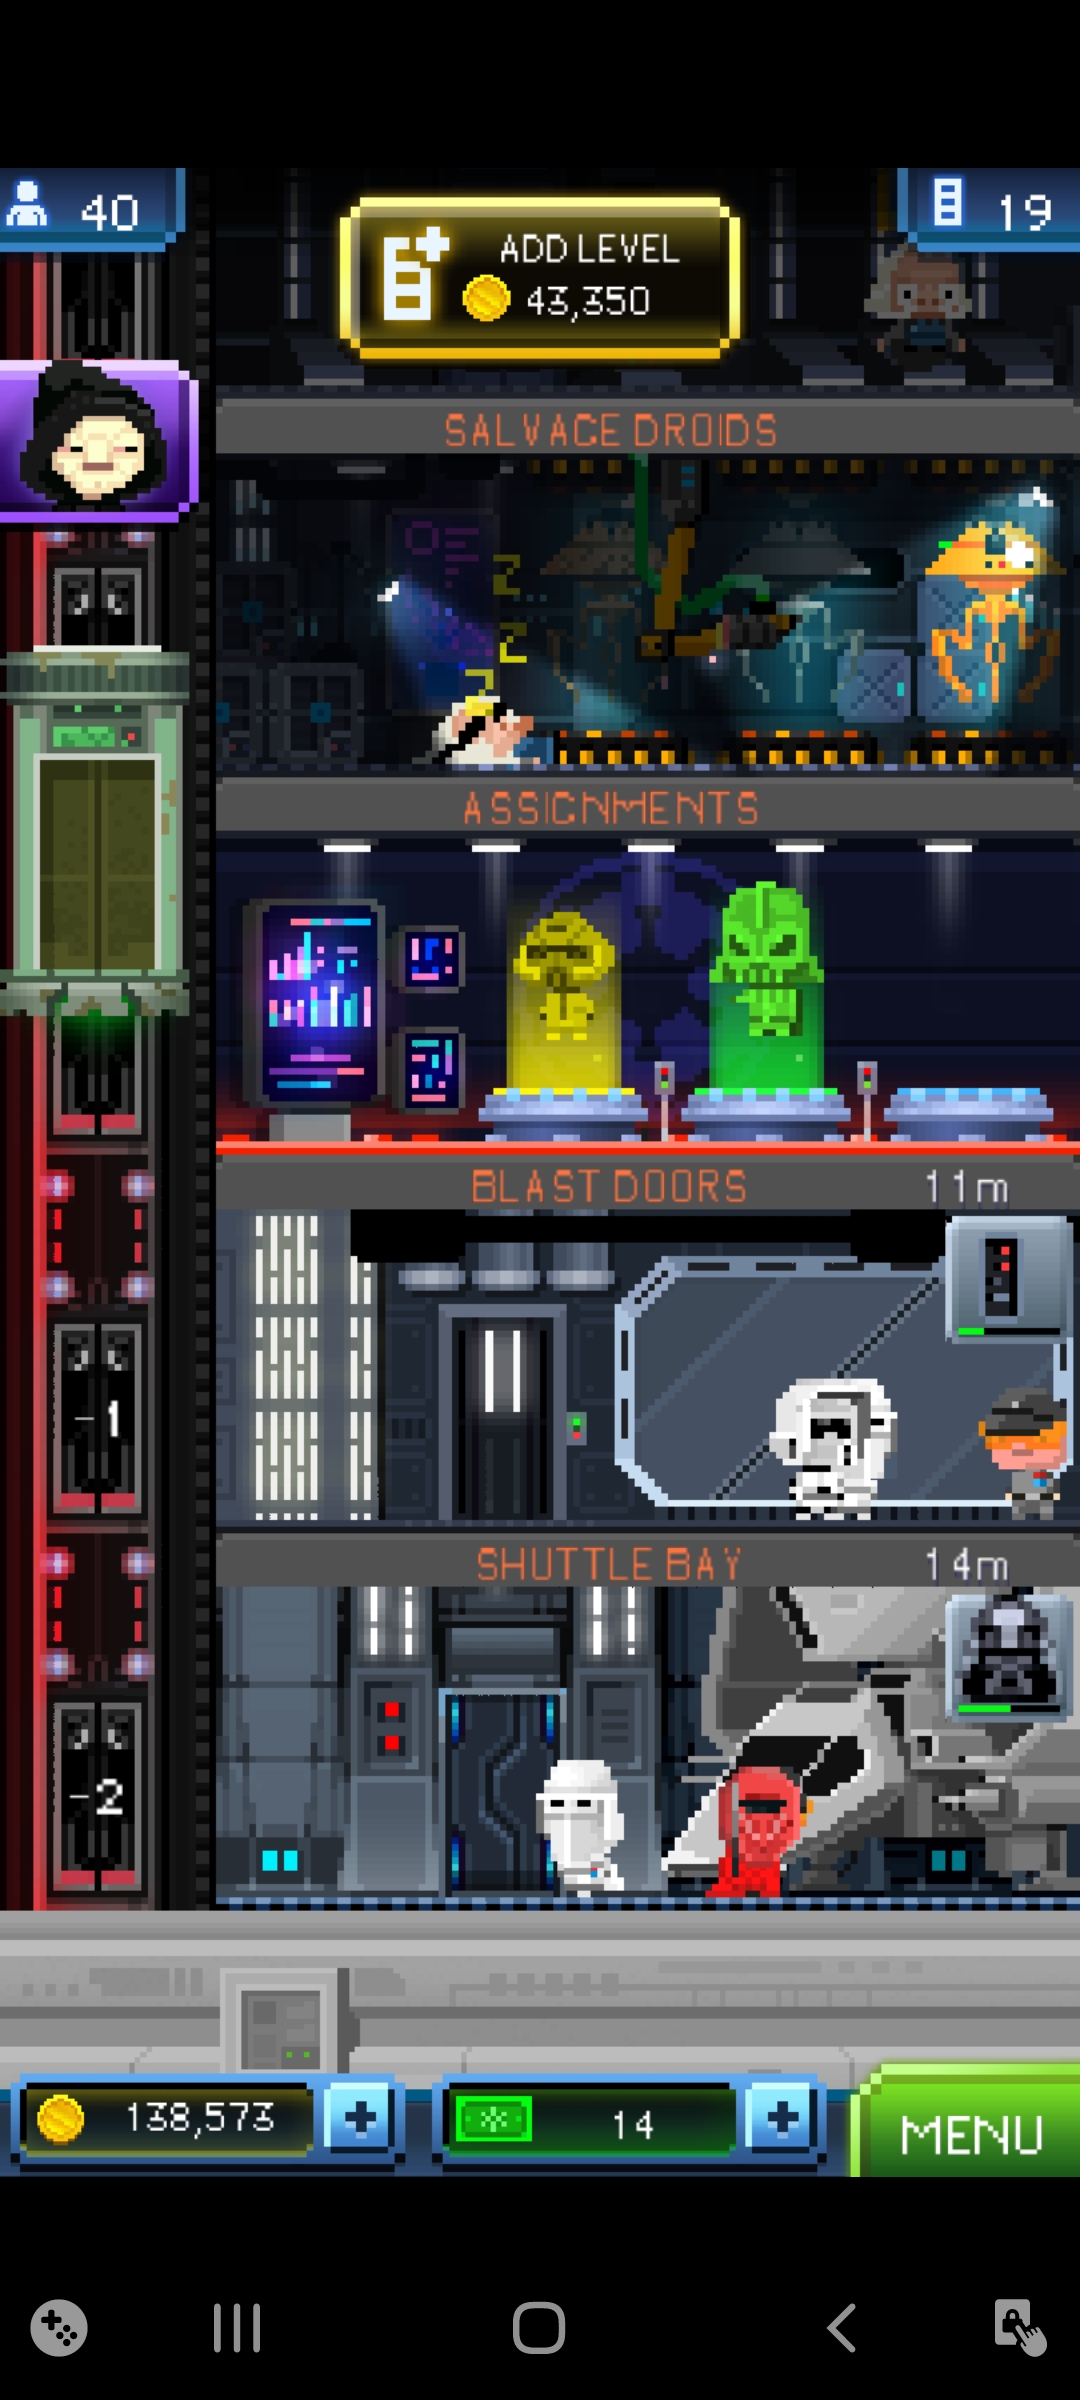 40
ADD LEVEL
43,350
19
SALVAGE DROIDS
ASSIGNMENTS
BLAST DOORS 11m
-1
SHUTTLE BAY 14m
-2
138,573
14
MENU